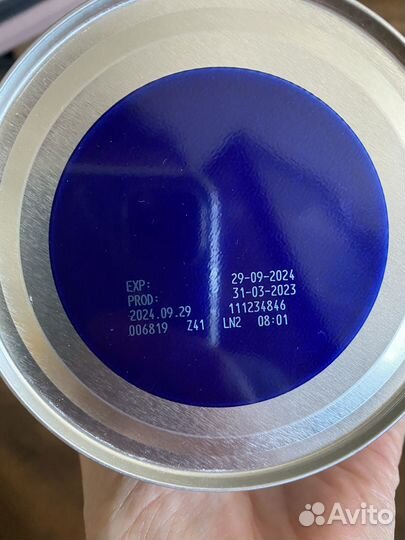 EXP: 29-09-2024
PROD: 31-03-2023
2024.09.29 111234846
006819 Z41 LN2 08:01
Avito